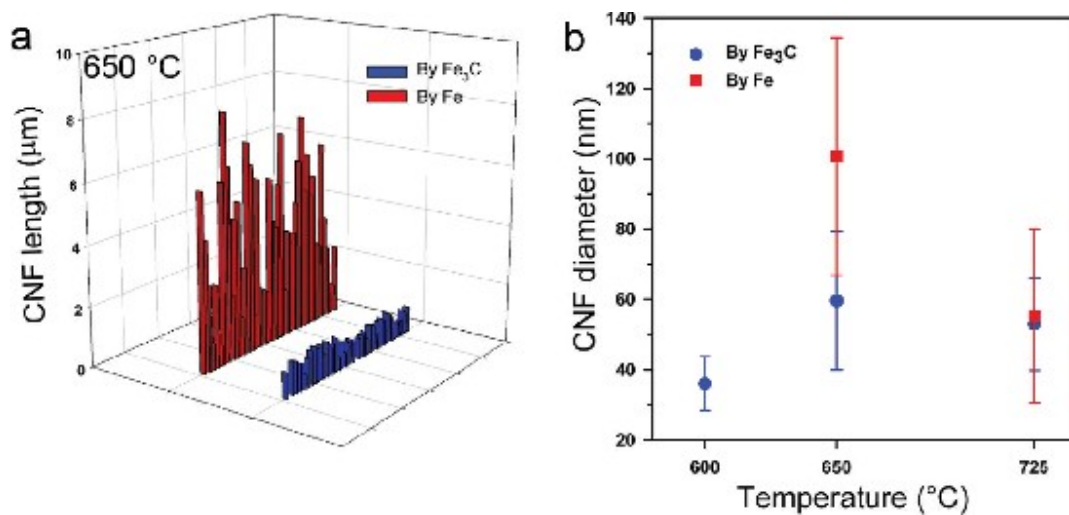 a
650 °C
By Fe3C
By Fe
CNF length (μm)
10
8
6
4
2
0
b
By Fe3C
By Fe
CNF diameter (nm)
140
120
100
80
60
40
20
600
650
725
Temperature (°C)